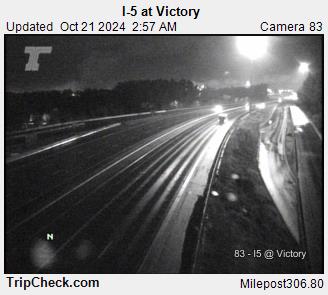 I-5 at Victory
Updated Oct 21 2024 2:57 AM Camera 83
T
N
83 - I5 @ Victory
TripCheck.com Milepost306.80